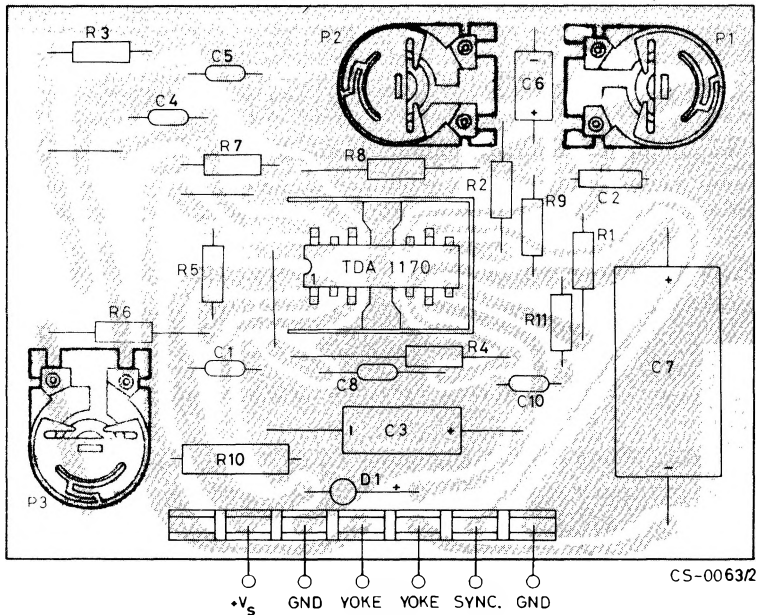 R3
C5
P2
P1
C4
-
C6
+
R7
R8
R2
R9
C2
R1
TDA 1170
1
R5
+
R11
R6
R4
C1
C8
C10
C7
- C3 +
R10
D1 +
-
P3
CS-0063/2
+Vs GND YOKE YOKE SYNC. GND